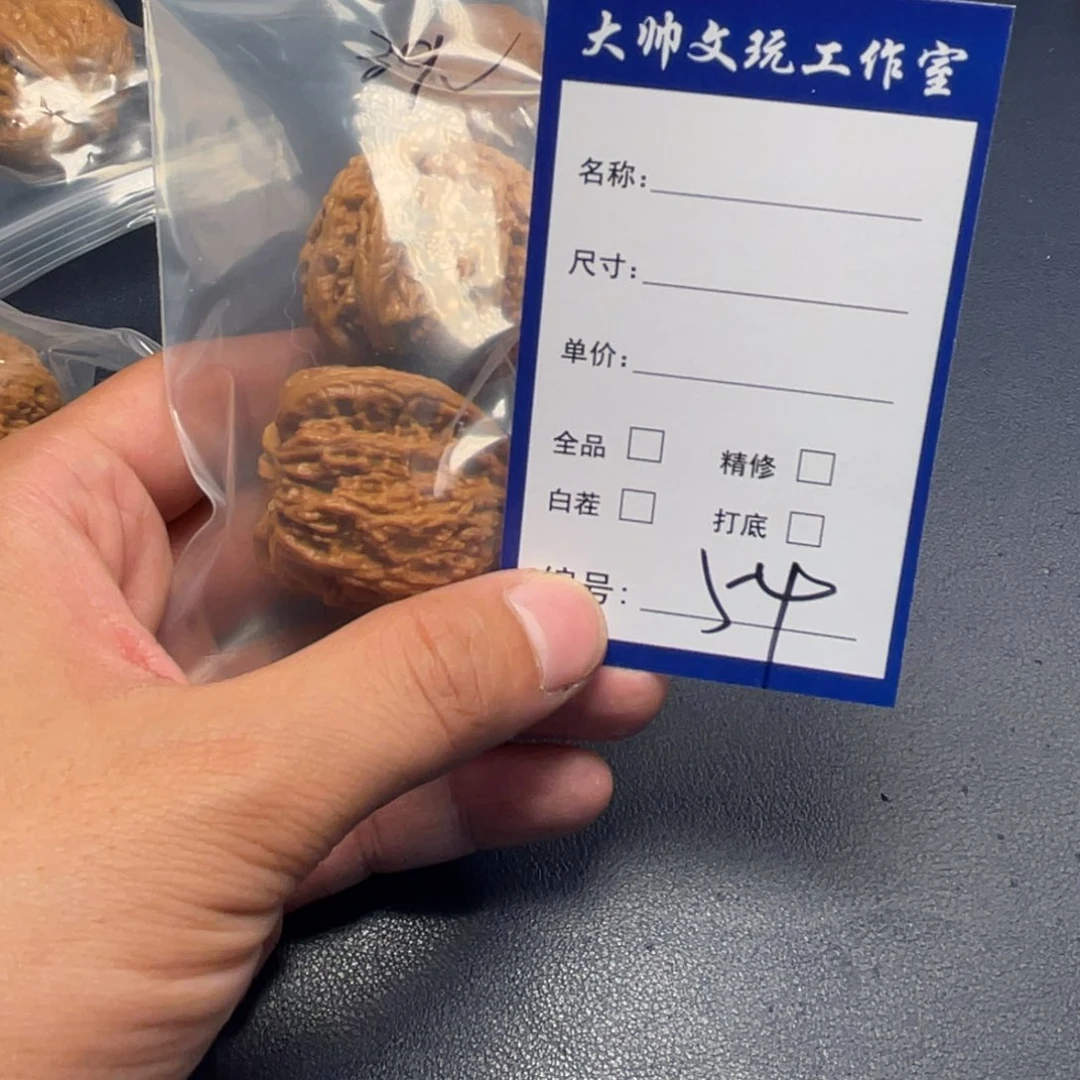 大帅文玩工作室
名称:
尺寸:
单价:
全品 精修
白茬 打底
编号: